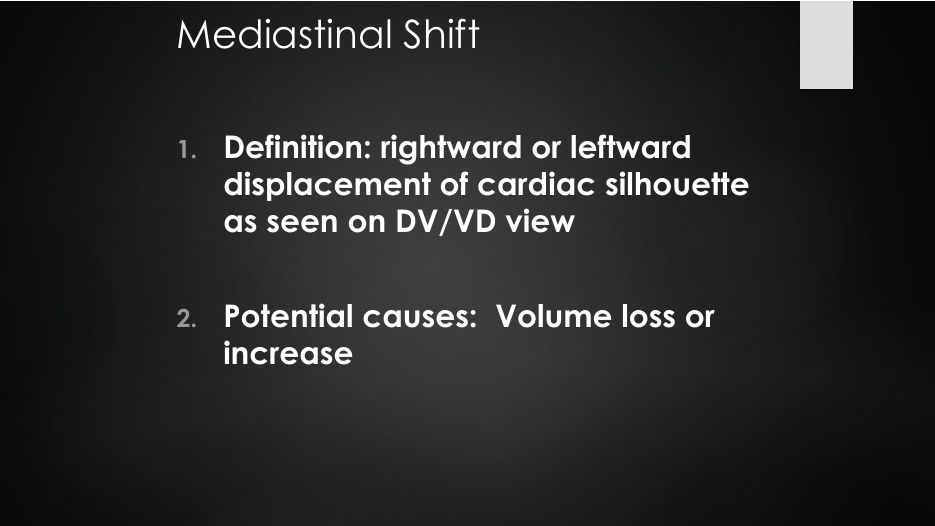 Mediastinal Shift
1. Definition: rightward or leftward
displacement of cardiac silhouette
as seen on DV/VD view
2. Potential causes:  Volume loss or
increase